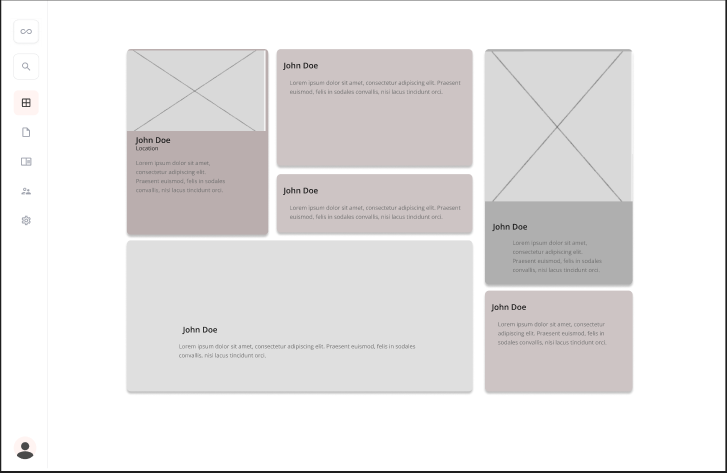 John Doe
Location
Lorem ipsum dolor sit amet,
consectetur adipiscing elit.
Praesent euismod, felis in sodales
convallis, nisi lacus tincidunt orci.
John Doe
Lorem ipsum dolor sit amet, consectetur adipiscing elit. Praesent
euismod, felis in sodales convallis, nisi lacus tincidunt orci.
John Doe
Lorem ipsum dolor sit amet, consectetur adipiscing elit. Praesent
euismod, felis in sodales convallis, nisi lacus tincidunt orci.
John Doe
Lorem ipsum dolor sit amet,
consectetur adipiscing elit.
Praesent euismod, felis in sodales
convallis, nisi lacus tincidunt orci.
John Doe
Lorem ipsum dolor sit amet, consectetur adipiscing elit. Praesent euismod, felis in sodales
convallis, nisi lacus tincidunt orci.
John Doe
Lorem ipsum dolor sit amet, consectetur
adipiscing elit. Praesent euismod, felis in
sodales convallis, nisi lacus tincidunt orci.